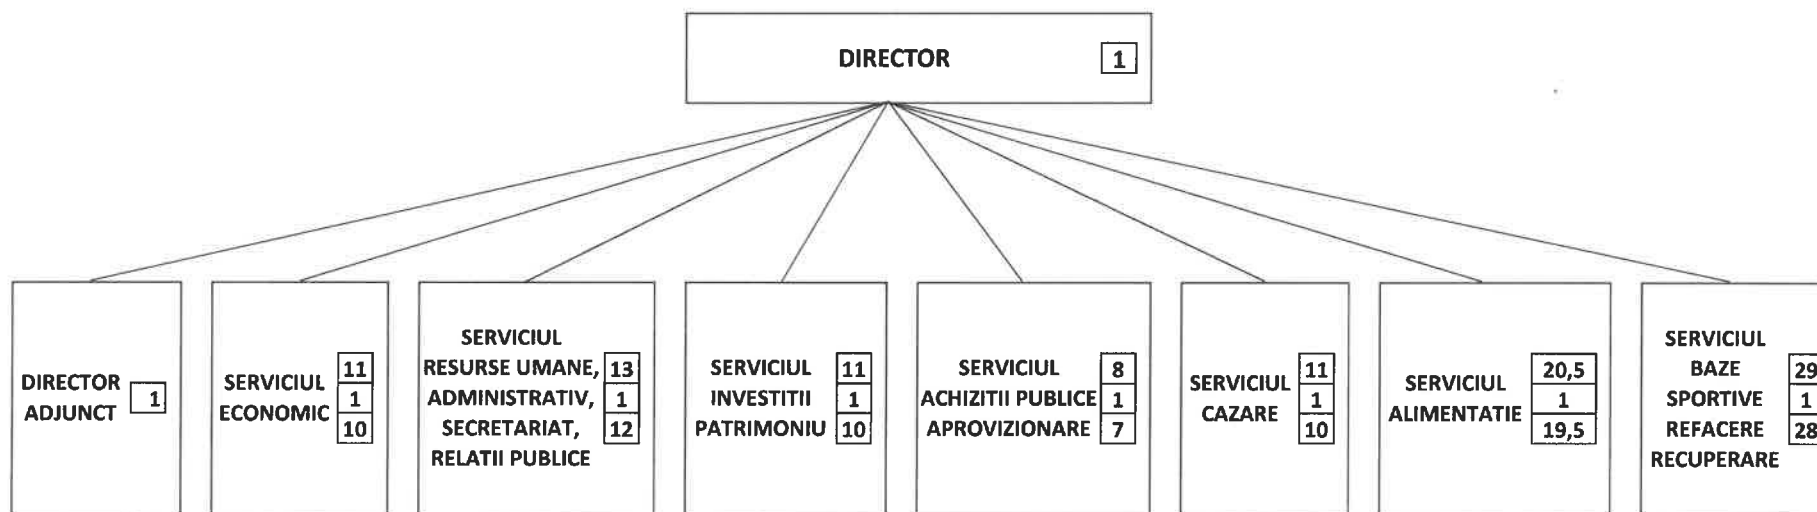 DIRECTOR 1
DIRECTOR
ADJUNCT 1
SERVICIUL
ECONOMIC
11
1
10
SERVICIUL
RESURSE UMANE,
ADMINISTRATIV,
SECRETARIAT,
RELATII PUBLICE
13
1
12
SERVICIUL
INVESTITII
PATRIMONIU
11
1
10
SERVICIUL
ACHIZITII PUBLICE
APROVIZIONARE
8
1
7
SERVICIUL
CAZARE
11
1
10
SERVICIUL
ALIMENTATIE
20,5
1
19,5
SERVICIUL
BAZE
SPORTIVE
REFACERE
RECUPERARE
29
1
28